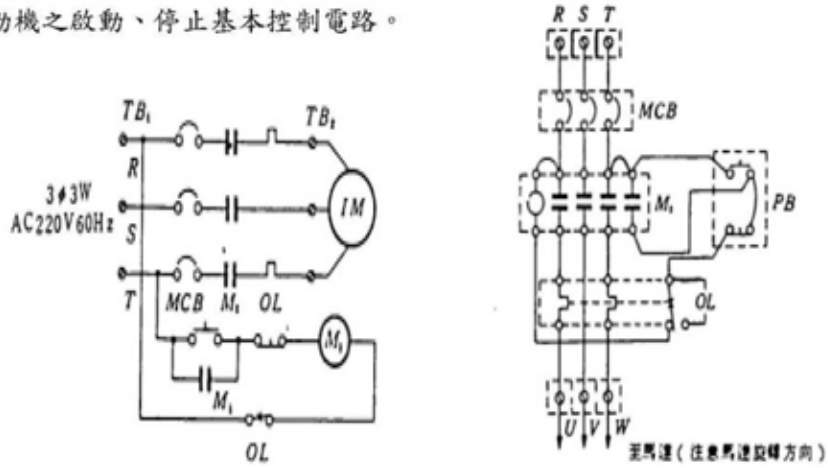 動機之啟動、停止基本控制電路。
TB₁
TB₂
R
3φ3W
AC220V60Hz
S
IM
T
MCB M₁ OL
M₁
M₁
OL
R S T
MCB
M₁
PB
OL
U V W
至馬達(注意馬達旋轉方向)